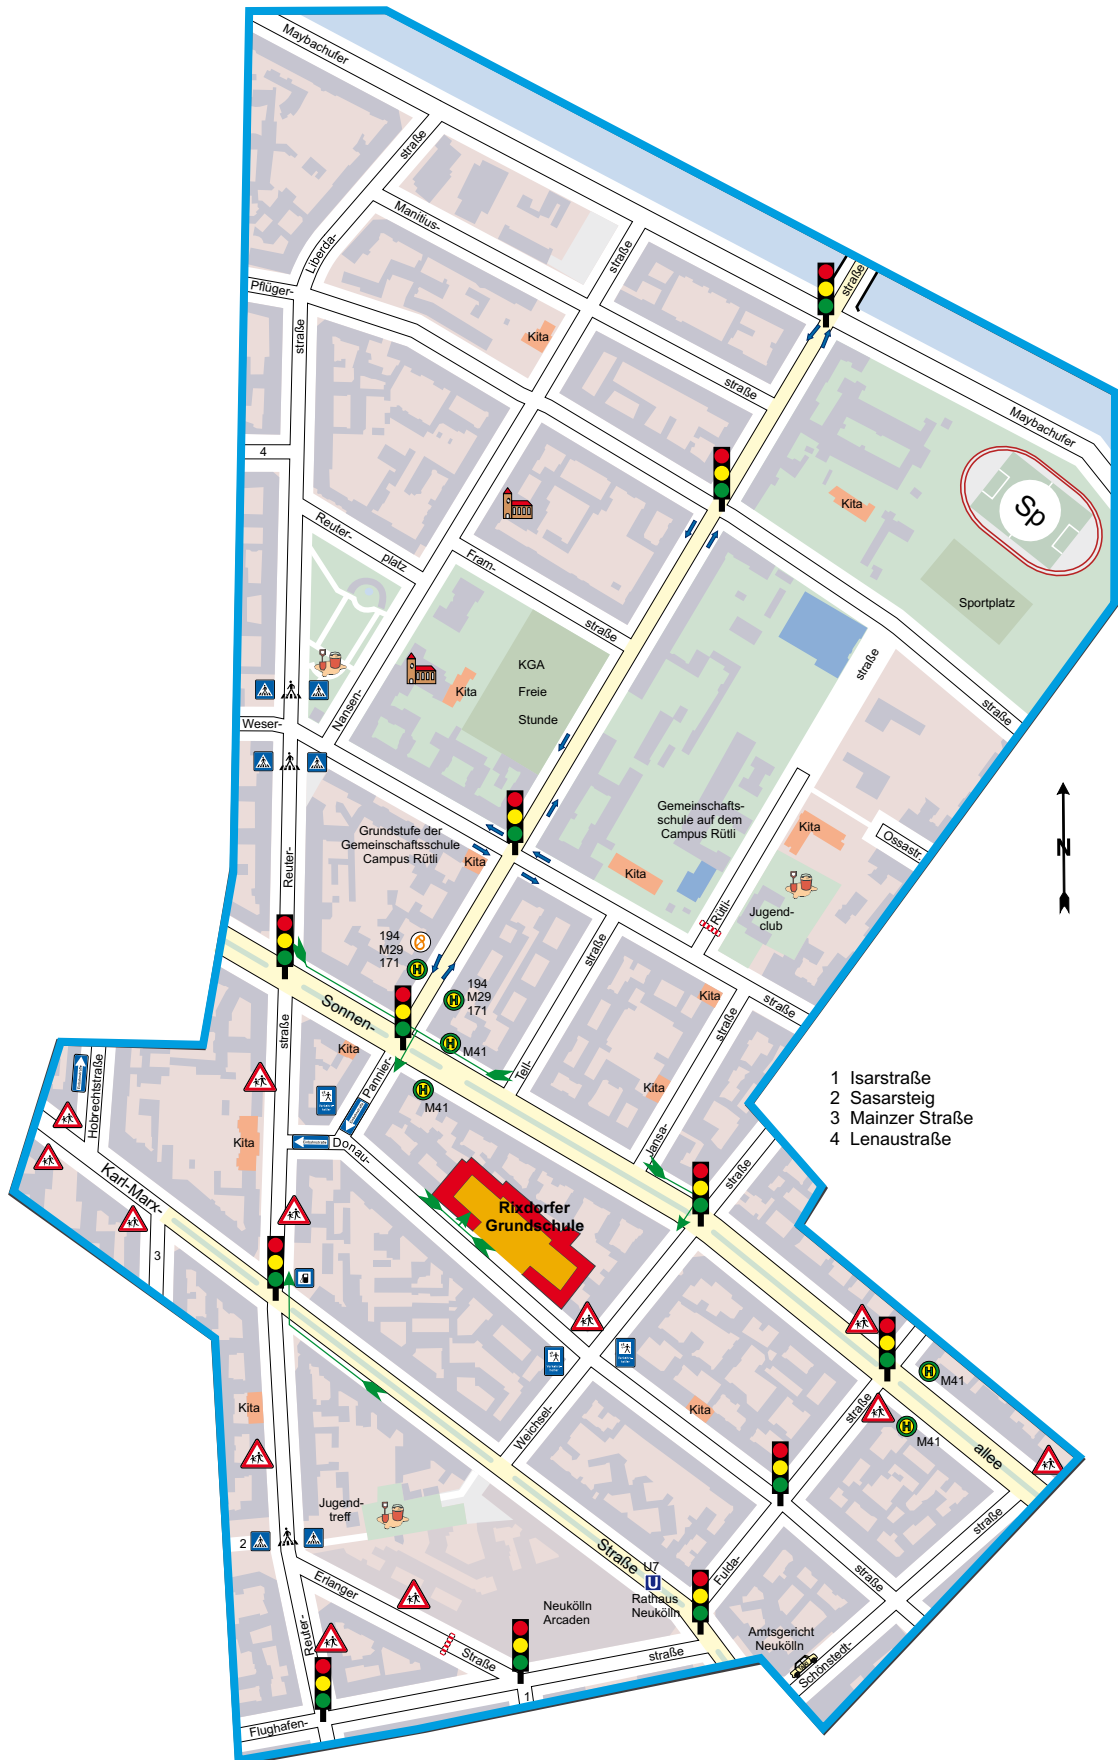 Maybachufer
straße
Manitius-
straße
straße
Liberda-
Pflüger-
straße
Kita
straße
Maybachufer
4
Kita
Sp
Reuter-
platz
Fram-
straße
Sportplatz
KGA
Freie
Stunde
straße
Kita
Nansen-
straße
Weser-
Gemeinschafts-
schule auf dem
Campus Rütli
Grundstufe der
Gemeinschaftsschule
Campus Rütli
Kita
Kita
Ossastr.
Kita
Reuter-
Rütli-
Jugend-
club
N
194
M29
171
H
194
M29
171
H
straße
Kita
straße
Sonnen-
straße
straße
H
M41
Kita
Pannier-
Tell-
H
M41
Kita
Hobrechtstraße
1 Isarstraße
2 Sasarsteig
3 Mainzer Straße
4 Lenaustraße
Kita
Donau-
Jansa-
straße
Karl-Marx-
Rixdorfer
Grundschule
3
H
M41
Kita
Kita
straße
H
M41
Weichsel-
allee
Jugend-
treff
straße
2
Straße
U7
U
Rathaus
Neukölln
Fulda-
straße
Erlanger
Neukölln
Arcaden
Amtsgericht
Neukölln
Reuter-
Straße
straße
Schönstedt-
1
Flughafen-